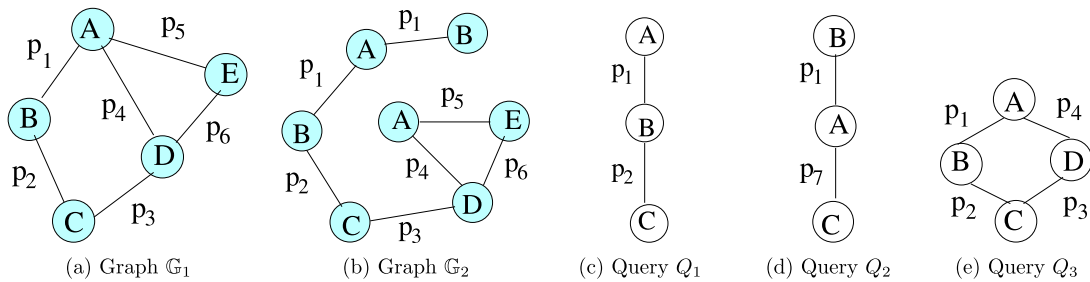 A
p5
p1
p4
E
B
p6
D
p2
p3
C
(a) Graph 𝔾1
p1
B
A
p1
p5
A
E
B
p4
p6
p2
D
C
p3
(b) Graph 𝔾2
A
p1
B
p2
C
(c) Query Q1
B
p1
A
p7
C
(d) Query Q2
A
p1
p4
B
D
p2
p3
C
(e) Query Q3